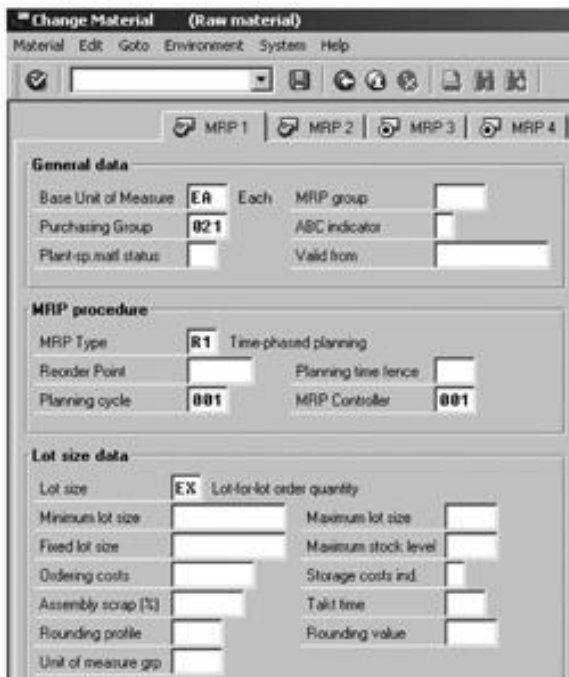 Change Material (Raw material)
Material Edit Goto Environment System Help
MRP 1 MRP 2 MRP 3 MRP 4
General data
Base Unit of Measure EA Each MRP group
Purchasing Group 021 ABC indicator
Plant-sp.matl status Valid from
MRP procedure
MRP Type R1 Time-phased planning
Reorder Point Planning time fence
Planning cycle 001 MRP Controller 001
Lot size data
Lot size EX Lot-for-lot order quantity
Minimum lot size Maximum lot size
Fixed lot size Maximum stock level
Ordering costs Storage costs ind.
Assembly scrap (%) Takt time
Rounding profile Rounding value
Unit of measure grp